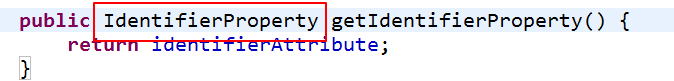 public IdentifierProperty getIdentifierProperty() {
    return identifierAttribute;
}